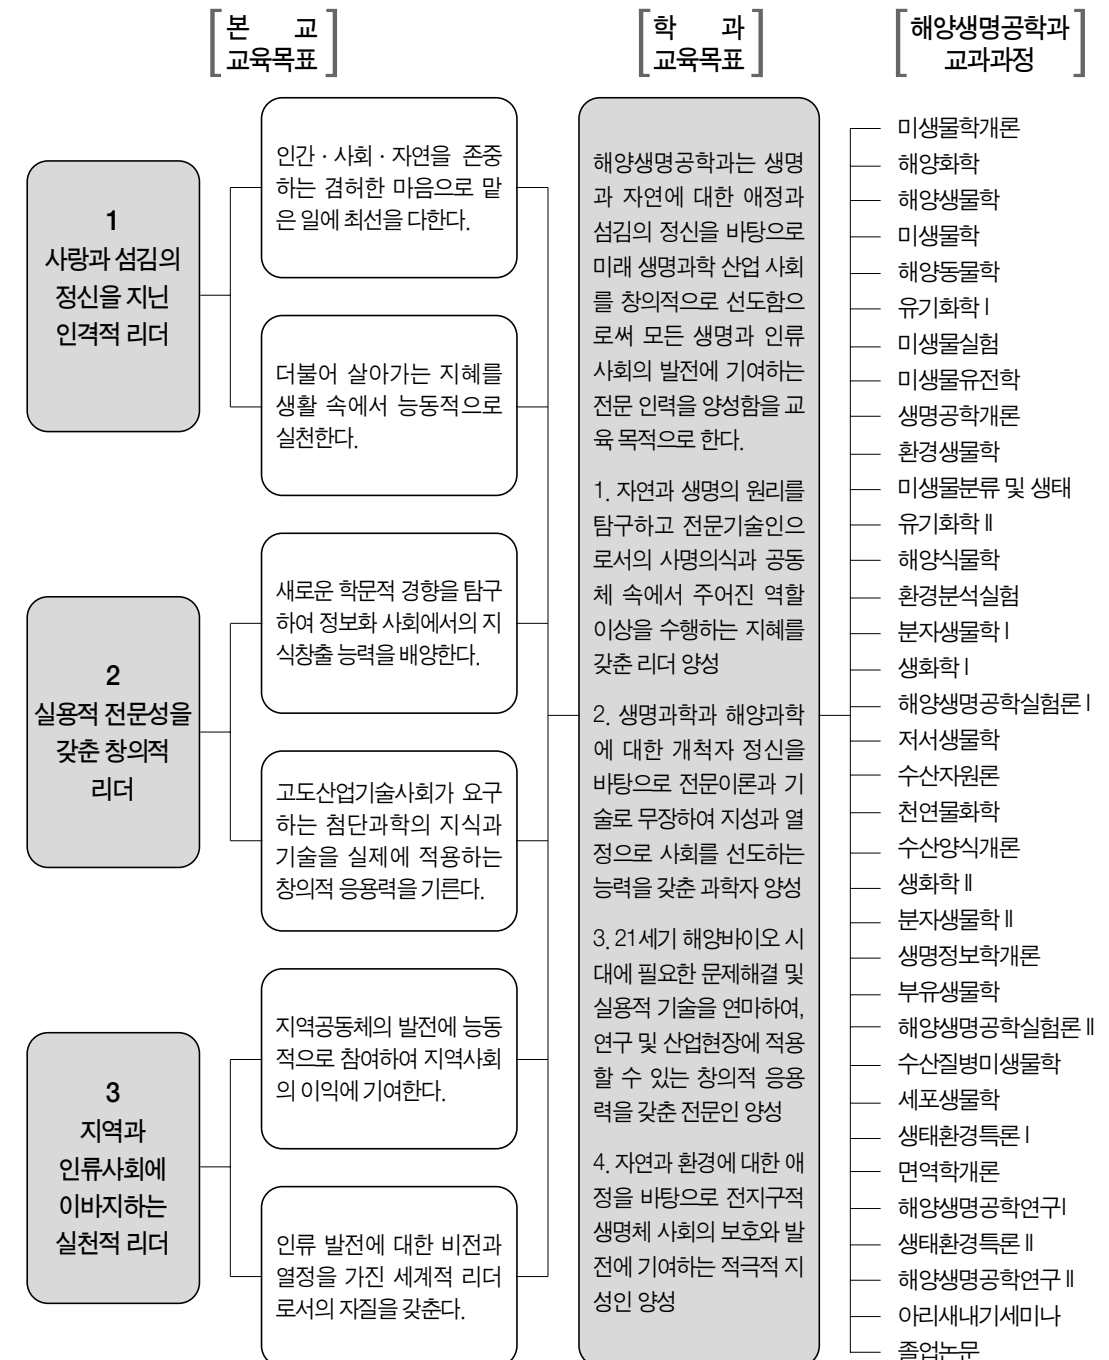 본 교
교육목표
학 과
교육목표
해양생명공학과
교과과정
1
사랑과 섬김의
정신을 지닌
인격적 리더
인간 · 사회 · 자연을 존중
하는 겸허한 마음으로 맡
은 일에 최선을 다한다.
더불어 살아가는 지혜를
생활 속에서 능동적으로
실천한다.
2
실용적 전문성을
갖춘 창의적
리더
새로운 학문적 경향을 탐구
하여 정보화 사회에서의 지
식창출 능력을 배양한다.
고도산업기술사회가 요구
하는 첨단과학의 지식과
기술을 실제에 적용하는
창의적 응용력을 기른다.
3
지역과
인류사회에
이바지하는
실천적 리더
지역공동체의 발전에 능동
적으로 참여하여 지역사회
의 이익에 기여한다.
인류 발전에 대한 비전과
열정을 가진 세계적 리더
로서의 자질을 갖춘다.
해양생명공학과는 생명
과 자연에 대한 애정과
섬김의 정신을 바탕으로
미래 생명과학 산업 사회
를 창의적으로 선도함으
로써 모든 생명과 인류
사회의 발전에 기여하는
전문 인력을 양성함을 교
육 목적으로 한다.
1. 자연과 생명의 원리를
탐구하고 전문기술인으
로서의 사명의식과 공동
체 속에서 주어진 역할
이상을 수행하는 지혜를
갖춘 리더 양성
2. 생명과학과 해양과학
에 대한 개척자 정신을
바탕으로 전문이론과 기
술로 무장하여 지성과 열
정으로 사회를 선도하는
능력을 갖춘 과학자 양성
3. 21세기 해양바이오 시
대에 필요한 문제해결 및
실용적 기술을 연마하여,
연구 및 산업현장에 적용
할 수 있는 창의적 응용
력을 갖춘 전문인 양성
4. 자연과 환경에 대한 애
정을 바탕으로 전지구적
생명체 사회의 보호와 발
전에 기여하는 적극적 지
성인 양성
미생물학개론
해양화학
해양생물학
미생물학
해양동물학
유기화학 Ⅰ
미생물실험
미생물유전학
생명공학개론
환경생물학
미생물분류 및 생태
유기화학 Ⅱ
해양식물학
환경분석실험
분자생물학 Ⅰ
생화학 Ⅰ
해양생명공학실험론 Ⅰ
저서생물학
수산자원론
천연물화학
수산양식개론
생화학 Ⅱ
분자생물학 Ⅱ
생명정보학개론
부유생물학
해양생명공학실험론 Ⅱ
수산질병미생물학
세포생물학
생태환경특론 Ⅰ
면역학개론
해양생명공학연구Ⅰ
생태환경특론 Ⅱ
해양생명공학연구 Ⅱ
아리새내기세미나
졸업논문